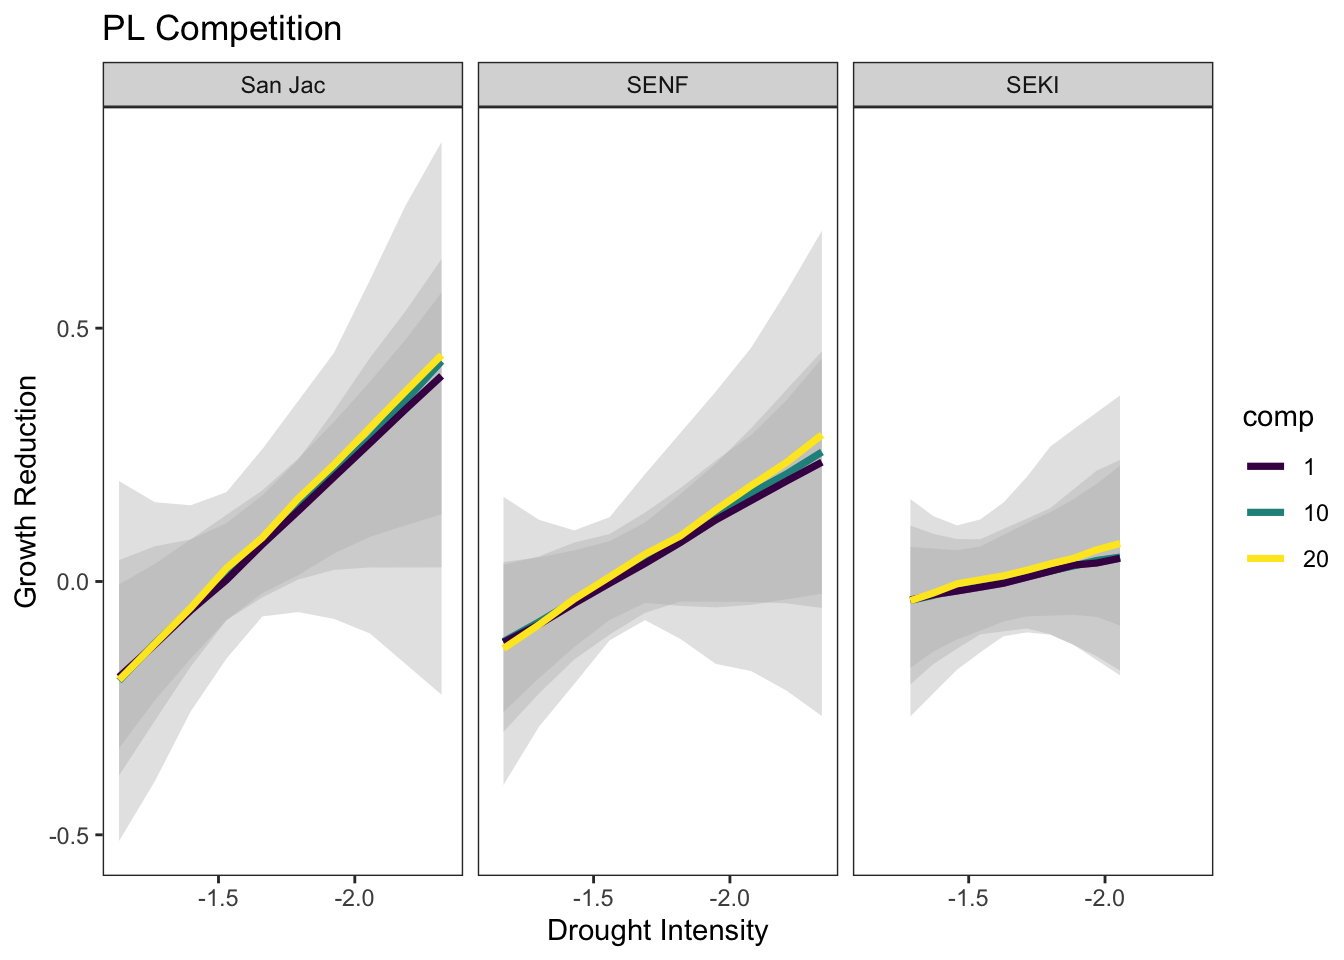 PL Competition
San Jac
SENF
SEKI
Growth Reduction
0.5
0.0
-0.5
-1.5
-2.0
-1.5
-2.0
-1.5
-2.0
Drought Intensity
comp
1
10
20